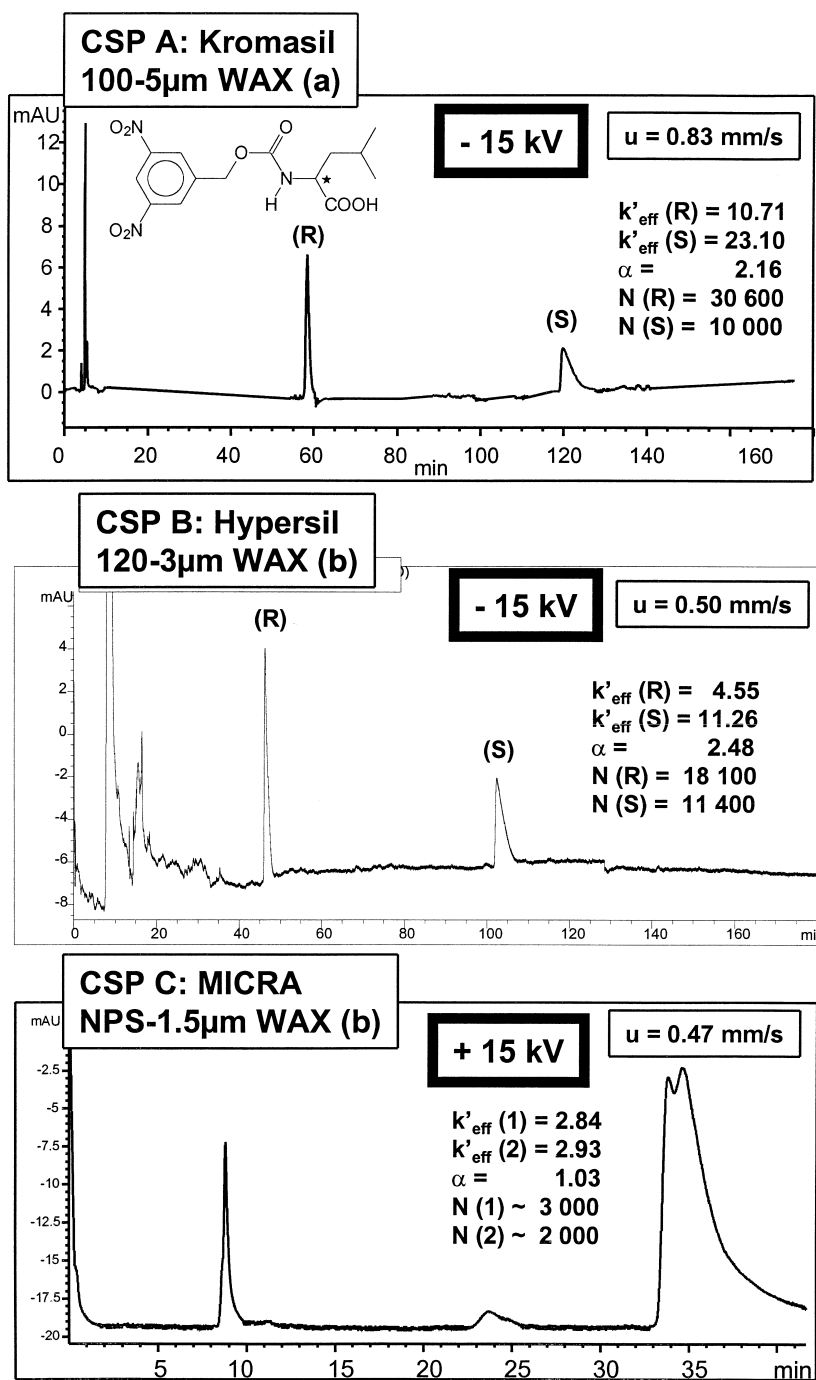 CSP A: Kromasil
100-5µm WAX (a)
mAU
- 15 kV
u = 0.83 mm/s
O₂N
O₂N
O
O
N
H
*
COOH
(R)
(S)
k'eff (R) = 10.71
k'eff (S) = 23.10
α = 2.16
N (R) = 30 600
N (S) = 10 000
12
10
8
6
4
2
0
0 20 40 60 80 100 120 140 160
min
CSP B: Hypersil
120-3µm WAX (b)
mAU
- 15 kV
u = 0.50 mm/s
(R)
(S)
k'eff (R) = 4.55
k'eff (S) = 11.26
α = 2.48
N (R) = 18 100
N (S) = 11 400
4
2
0
-2
-4
-6
-8
0 20 40 60 80 100 120 140 160 mi
CSP C: MICRA
NPS-1.5µm WAX (b)
mAU
+ 15 kV
u = 0.47 mm/s
k'eff (1) = 2.84
k'eff (2) = 2.93
α = 1.03
N (1) ~ 3 000
N (2) ~ 2 000
-2.5
-5
-7.5
-10
-12.5
-15
-17.5
-20
5 10 15 20 25 30 35 min